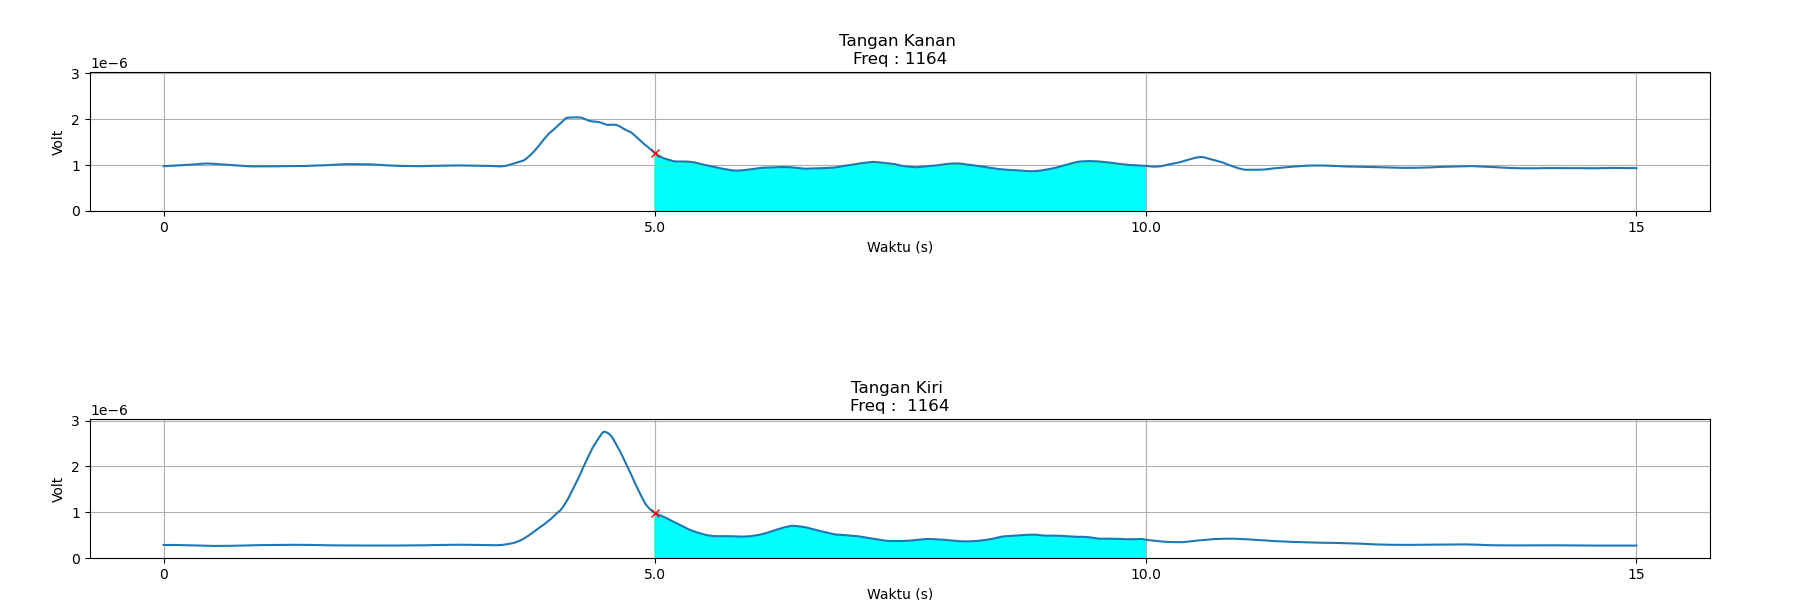 Tangan Kanan
Freq : 1164
1e−6
3
2
1
0
Volt
0 5.0 10.0 15
Waktu (s)
Tangan Kiri
Freq :  1164
1e−6
3
2
1
0
Volt
0 5.0 10.0 15
Waktu (s)